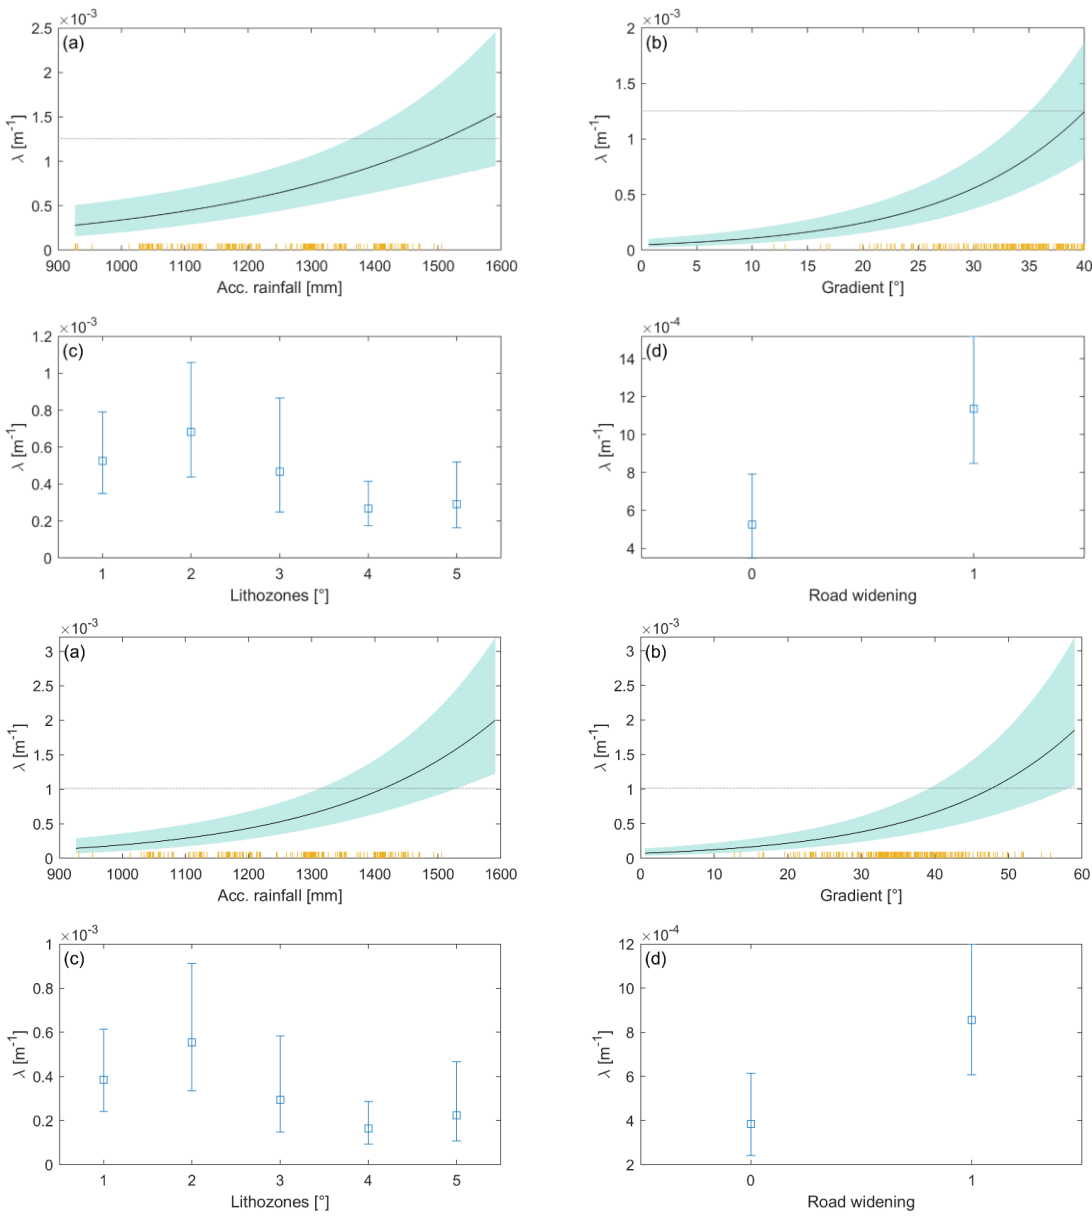 ×10⁻³
(a)
2.5
2
1.5
1
0.5
0
λ [m⁻¹]
900 1000 1100 1200 1300 1400 1500 1600
Acc. rainfall [mm]
×10⁻³
(b)
2
1.5
1
0.5
0
λ [m⁻¹]
0 5 10 15 20 25 30 35 40
Gradient [°]
×10⁻³
(c)
1.2
1
0.8
0.6
0.4
0.2
0
λ [m⁻¹]
1 2 3 4 5
Lithozones [°]
×10⁻⁴
(d)
14
12
10
8
6
4
λ [m⁻¹]
0 1
Road widening
×10⁻³
(a)
3
2.5
2
1.5
1
0.5
0
λ [m⁻¹]
900 1000 1100 1200 1300 1400 1500 1600
Acc. rainfall [mm]
×10⁻³
(b)
3
2.5
2
1.5
1
0.5
0
λ [m⁻¹]
0 10 20 30 40 50 60
Gradient [°]
×10⁻³
(c)
1
0.8
0.6
0.4
0.2
0
λ [m⁻¹]
1 2 3 4 5
Lithozones [°]
×10⁻⁴
(d)
12
10
8
6
4
2
λ [m⁻¹]
0 1
Road widening